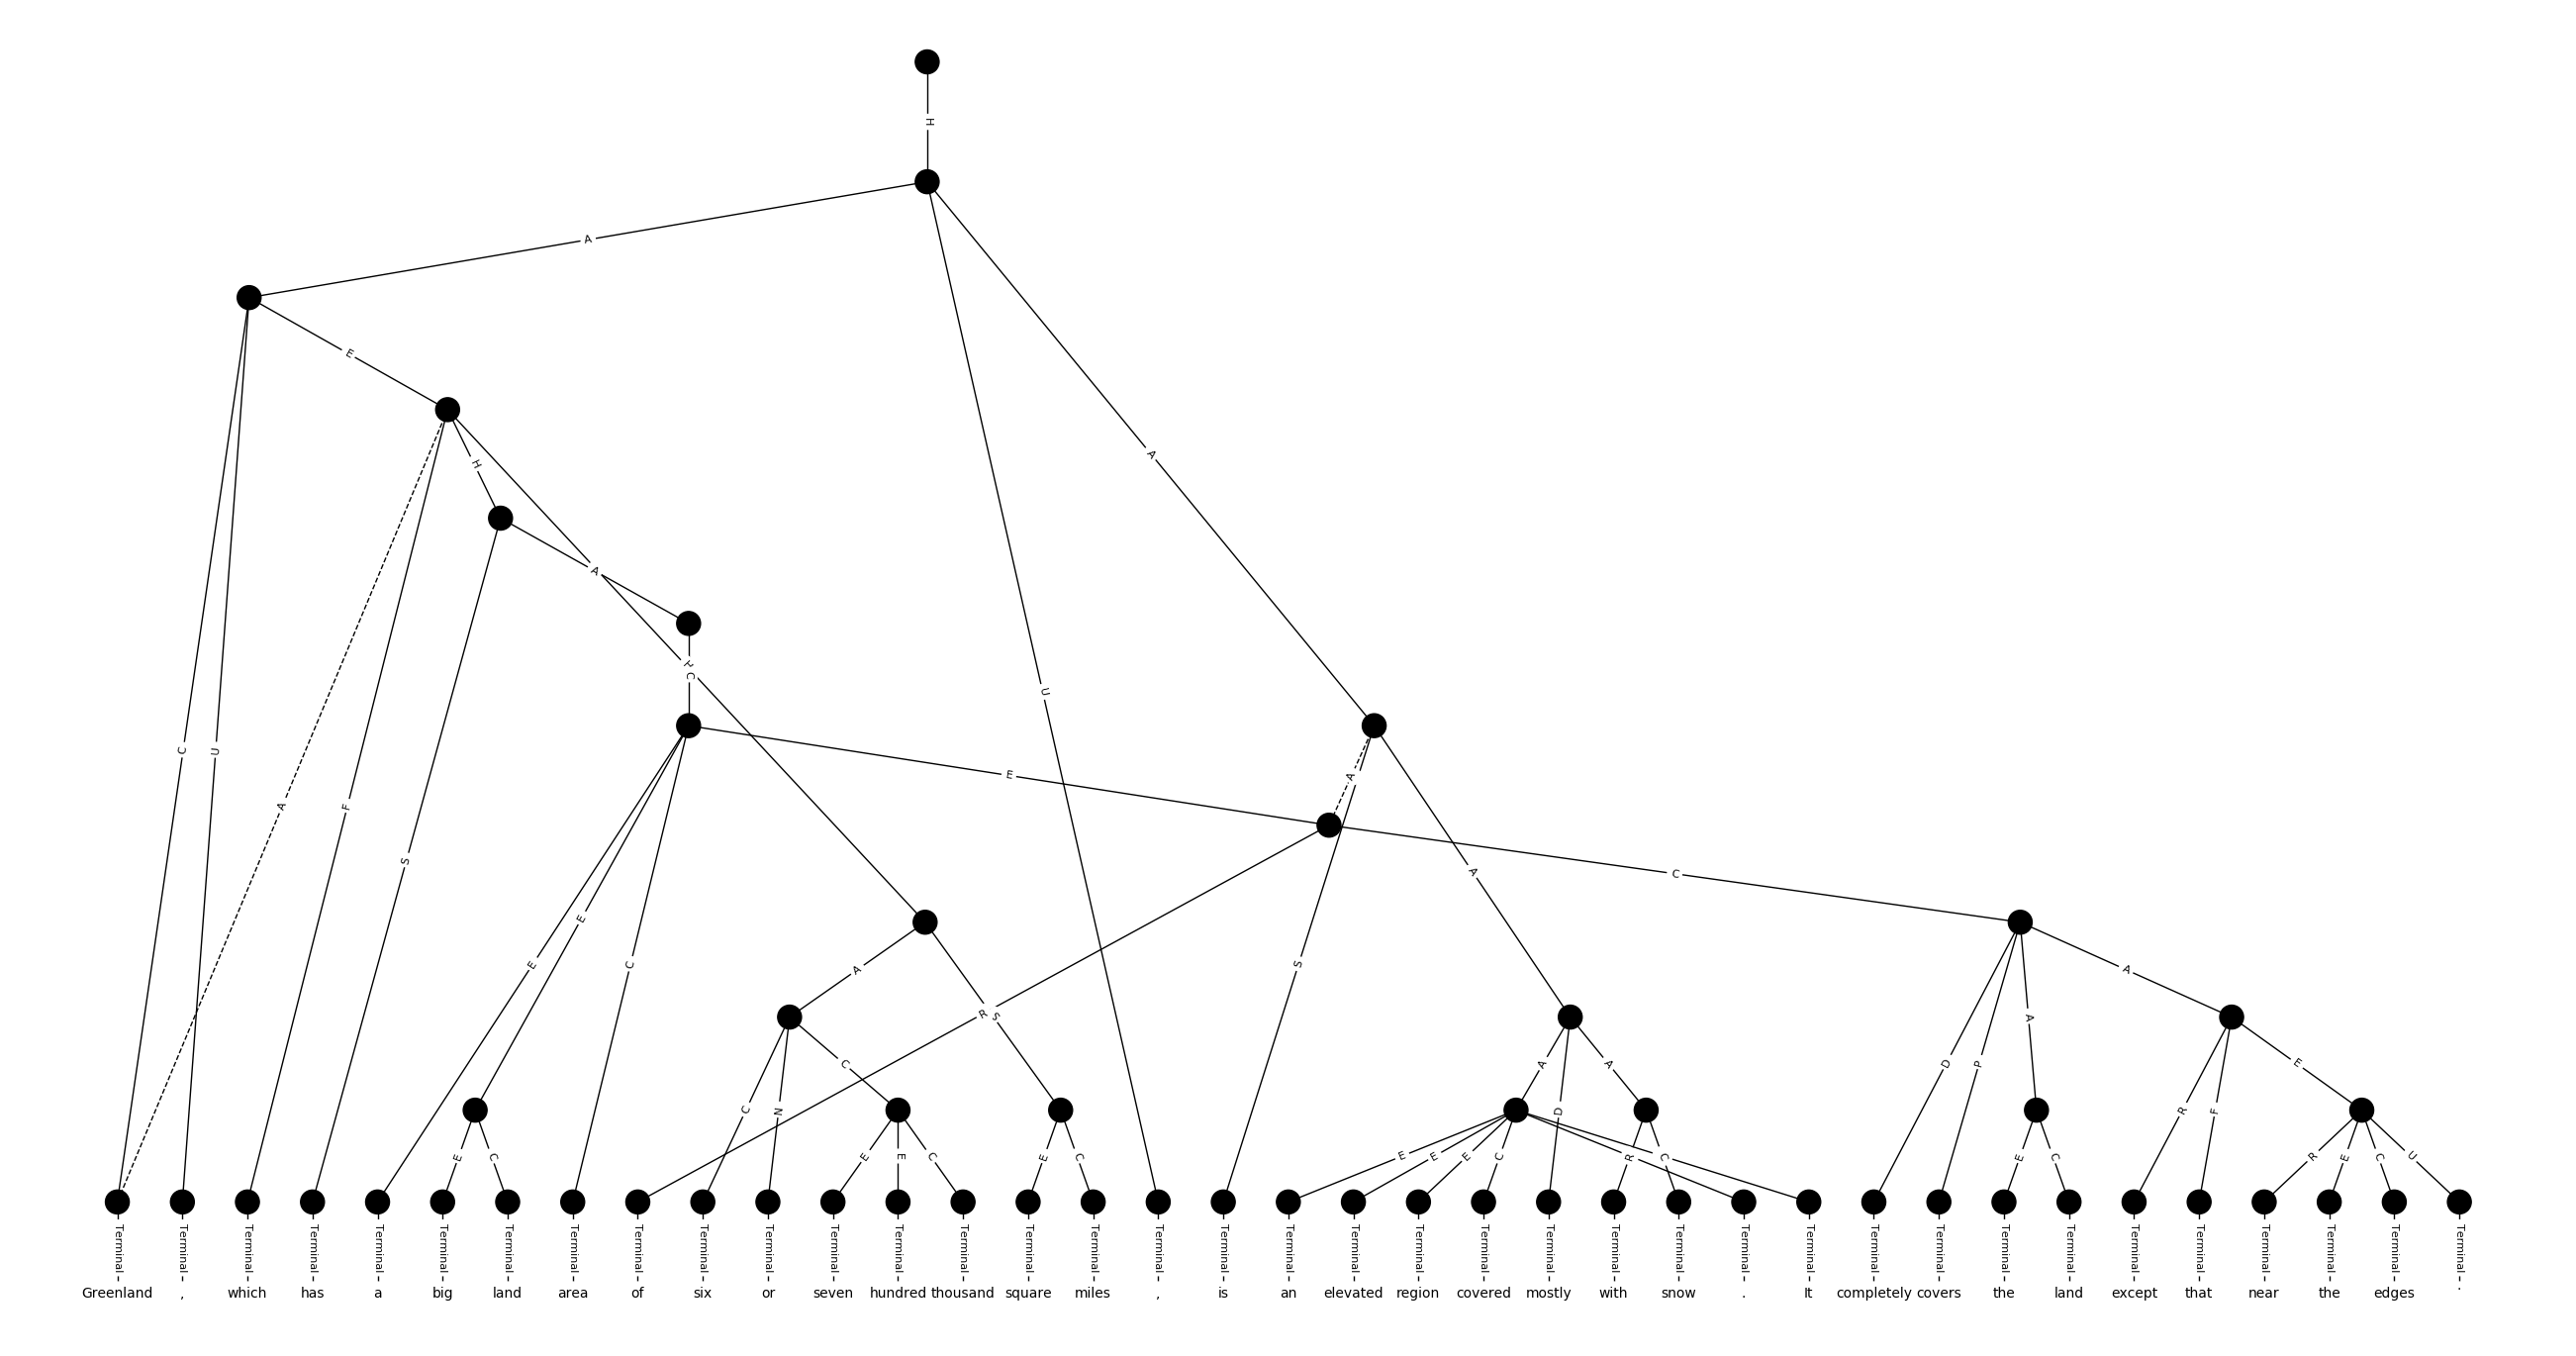 H
A
E
H
A
A
H
C
U
C
U
E
A
A
F
S
A
C
E
E
C
S
A
A
R
S
D
P
A
C
A
A
E
C
N
D
R
F
E
C
E
E
C
E
C
E
E
E
C
R
C
E
C
R
E
C
U
Terminal Terminal Terminal Terminal Terminal Terminal Terminal Terminal Terminal Terminal Terminal Terminal Terminal Terminal Terminal Terminal Terminal Terminal Terminal Terminal Terminal Terminal Terminal Terminal Terminal Terminal Terminal Terminal Terminal Terminal Terminal Terminal Terminal Terminal Terminal Terminal Terminal
Greenland , which has a big land area of six or seven hundred thousand square miles , is an elevated region covered mostly with snow . It completely covers the land except that near the edges .